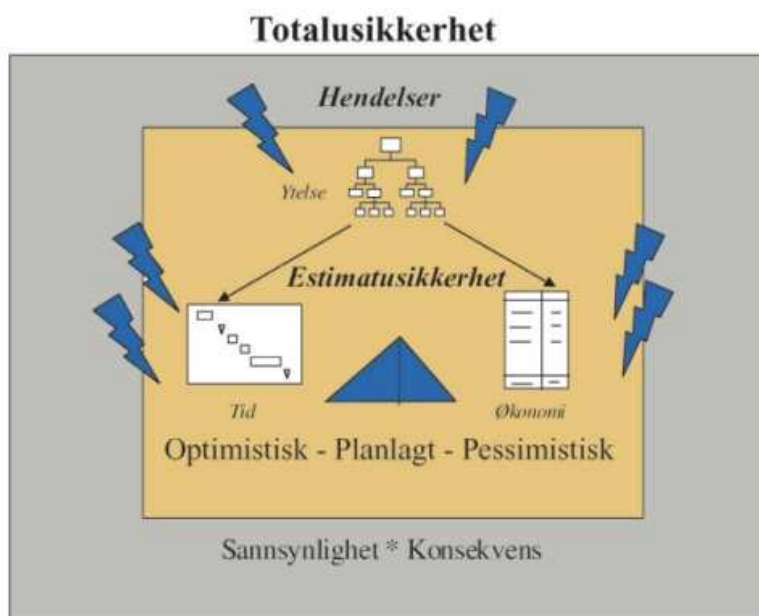 Totalusikkerhet
Hendelser
Ytelse
Estimatusikkerhet
Tid
Økonomi
Optimistisk - Planlagt - Pessimistisk
Sannsynlighet * Konsekvens